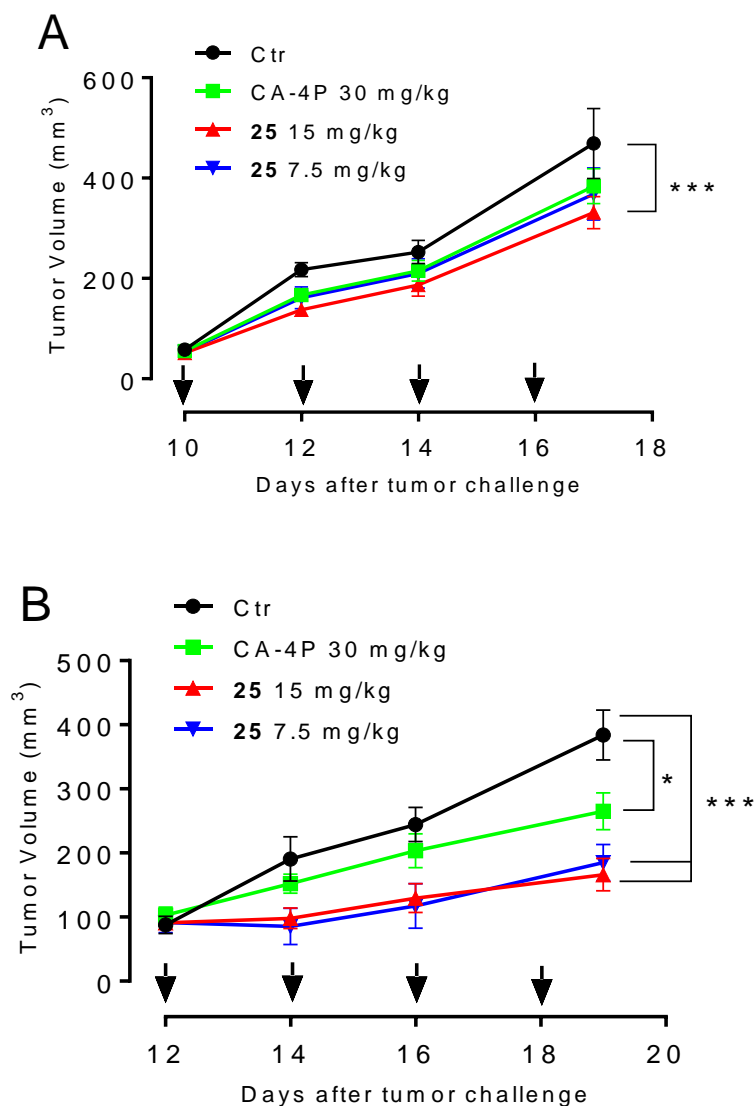 A
Ctr
CA-4P 30 mg/kg
25 15 mg/kg
25 7.5 mg/kg
600
400
200
0
Tumor Volume (mm³)
***
10 12 14 16 18
Days after tumor challenge
B
Ctr
CA-4P 30 mg/kg
25 15 mg/kg
25 7.5 mg/kg
500
400
300
200
100
0
Tumor Volume (mm³)
*
***
12 14 16 18 20
Days after tumor challenge